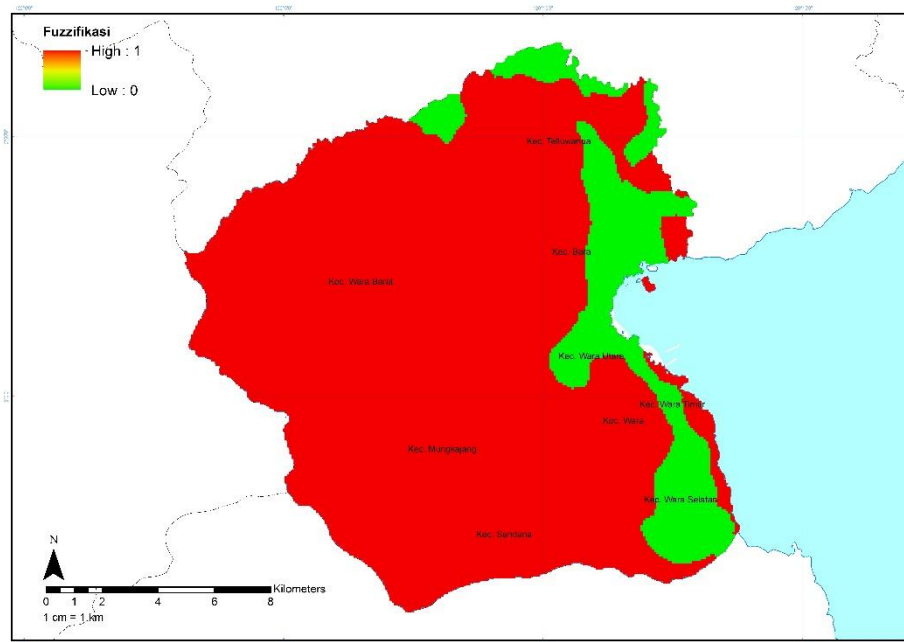 Fuzzifikasi
High : 1
Low : 0
Kec. Telluwanua
Kec. Bara
Kec. Wara Barat
Kec. Wara Utara
Kec. Wara Timur
Kec. Wara
Kec. Mungkajang
Kec. Wara Selatan
Kec. Sendana
N
0 1 2 4 6 8 Kilometers
1 cm = 1 km